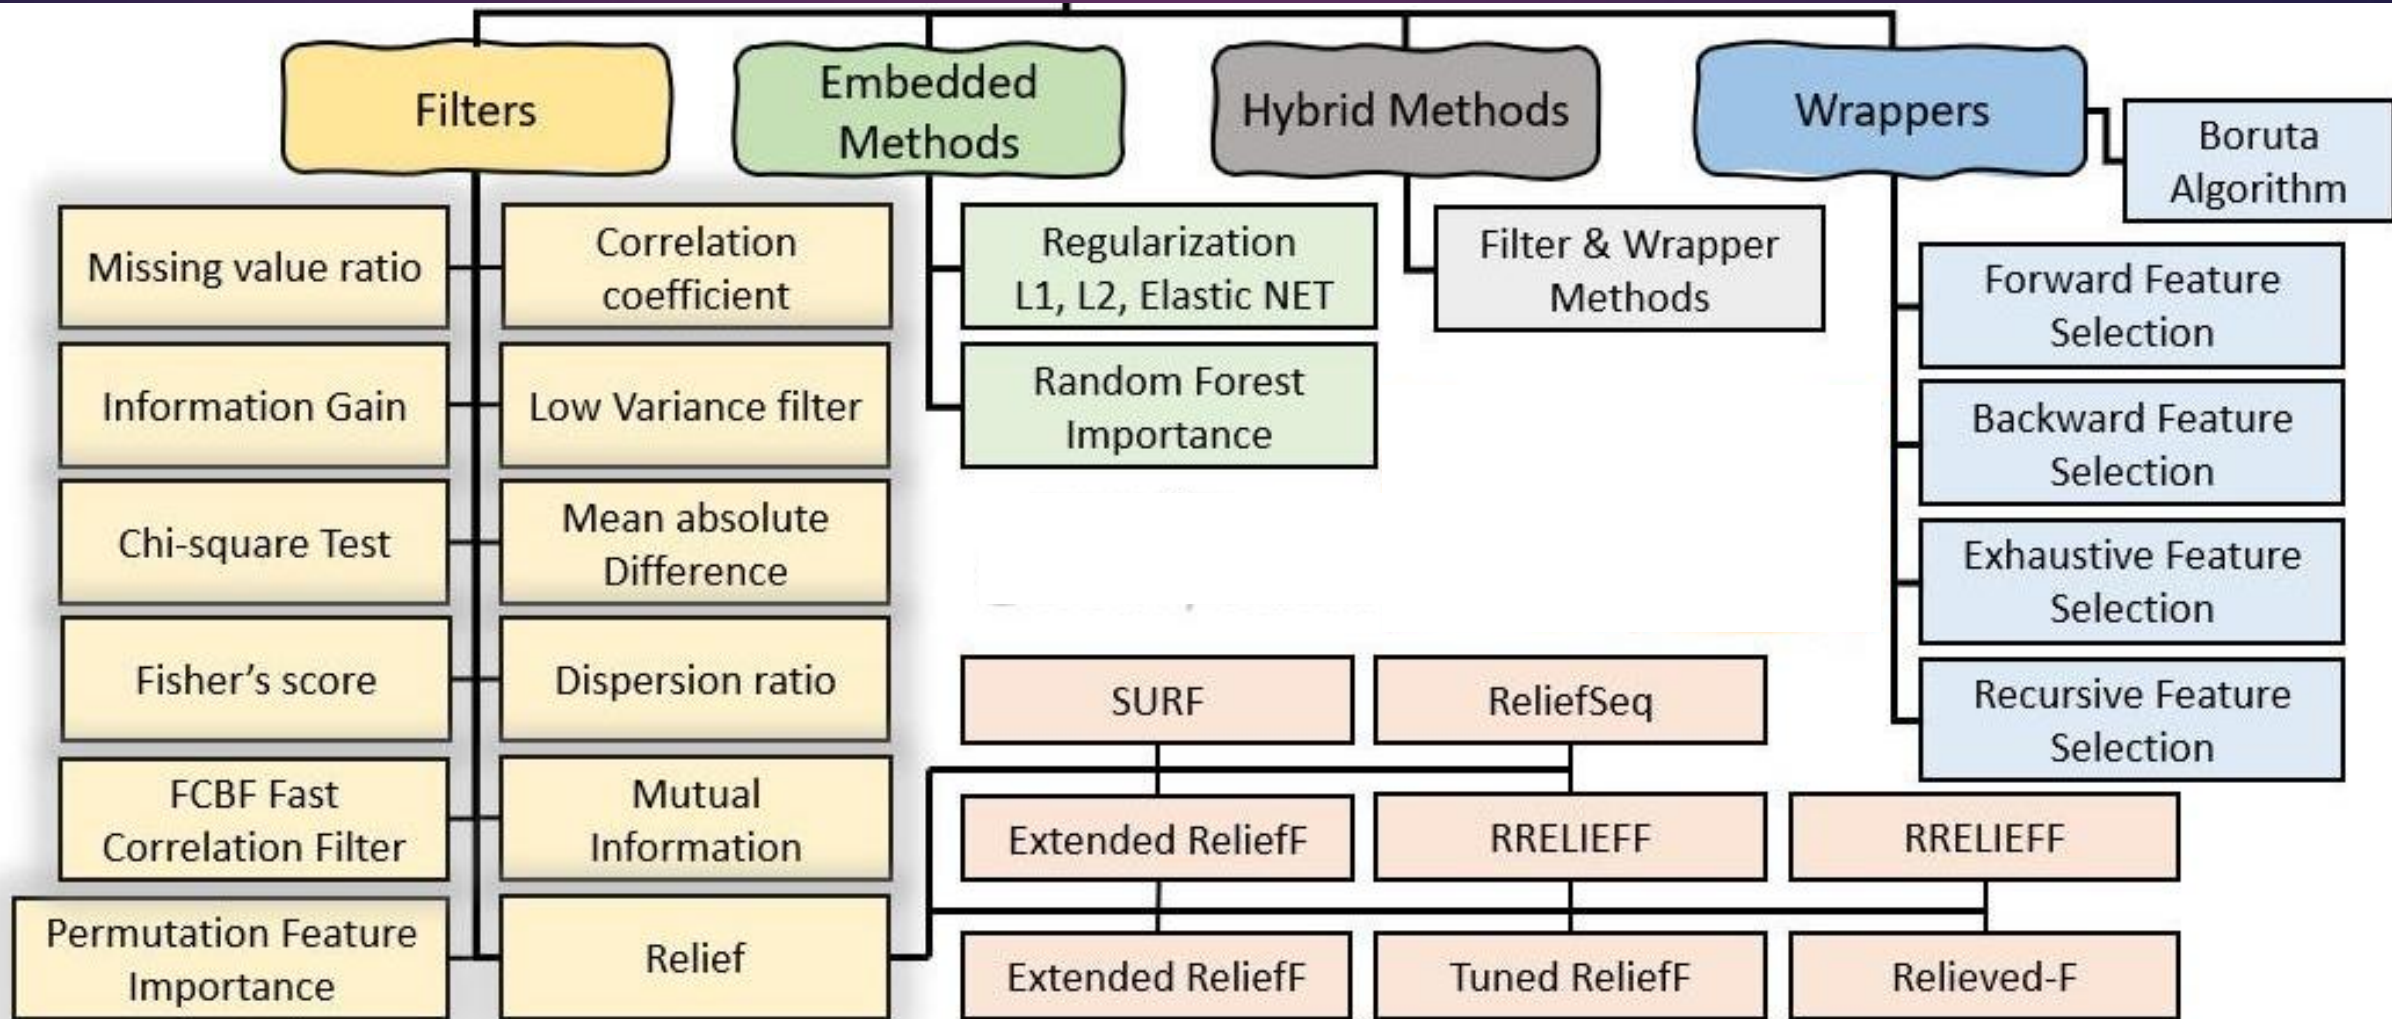 Filters
Embedded
Methods
Hybrid Methods
Wrappers
Boruta
Algorithm
Missing value ratio
Correlation
coefficient
Information Gain
Low Variance filter
Chi-square Test
Mean absolute
Difference
Fisher’s score
Dispersion ratio
FCBF Fast
Correlation Filter
Mutual
Information
Permutation Feature
Importance
Relief
Regularization
L1, L2, Elastic NET
Random Forest
Importance
Filter & Wrapper
Methods
Forward Feature
Selection
Backward Feature
Selection
Exhaustive Feature
Selection
Recursive Feature
Selection
SURF
ReliefSeq
Extended ReliefF
RRELIEFF
RRELIEFF
Extended ReliefF
Tuned ReliefF
Relieved-F